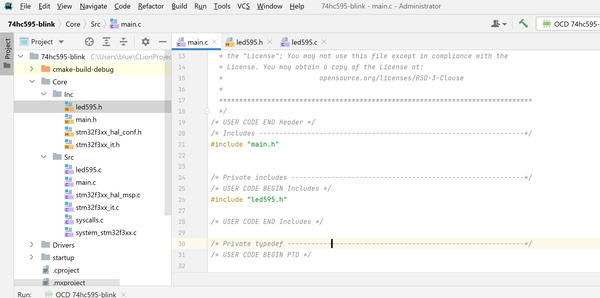 File Edit View Navigate Code Refactor Build Run Tools VCS Window Help 74hc595-blink - main.c - Administrator
74hc595-blink Core Src main.c
OCD 74hc595-
Project
main.c led595.h led595.c
74hc595-blink C:\Users\blue\CLionProj
cmake-build-debug
Core
Inc
led595.h
main.h
stm32f3xx_hal_conf.h
stm32f3xx_it.h
Src
led595.c
main.c
stm32f3xx_hal_msp.c
stm32f3xx_it.c
syscalls.c
system_stm32f3xx.c
Drivers
startup
.cproject
.mxproject
Project
13 * the "License"; You may not use this file except in compliance with the
14 * License. You may obtain a copy of the License at:
15 * opensource.org/licenses/BSD-3-Clause
16 *
17 ******************************************************************************
18 */
19 /* USER CODE END Header */
20 /* Includes ------------------------------------------------------------------*/
21 #include "main.h"
22
23
24 /* Private includes ----------------------------------------------------------*/
25 /* USER CODE BEGIN Includes */
26 #include "led595.h"
27
28 /* USER CODE END Includes */
29
30 /* Private typedef -----------------------------------------------------------*/
31 /* USER CODE BEGIN PTD */
32
Run: OCD 74hc595-blink